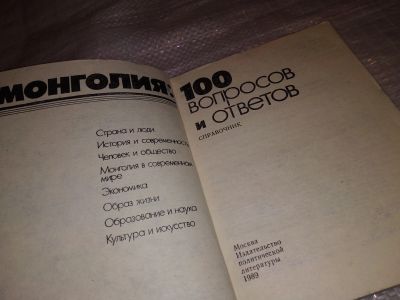 МОНГОЛИЯ:
Страна и люди
История и современность
Человек и общество
Монголия в современном
мире
Экономика
Образ жизни
Образование и наука
Культура и искусство
100
вопросов
и ответов
СПРАВОЧНИК
Москва
Издательство
политической
литературы
1989